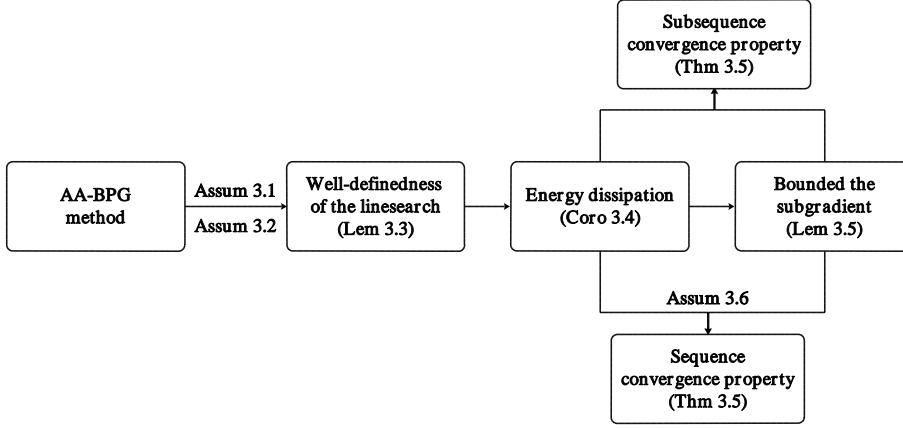 Subsequence
convergence property
(Thm 3.5)
AA-BPG
method
Assum 3.1
Assum 3.2
Well-definedness
of the linesearch
(Lem 3.3)
Energy dissipation
(Coro 3.4)
Bounded the
subgradient
(Lem 3.5)
Assum 3.6
Sequence
convergence property
(Thm 3.5)